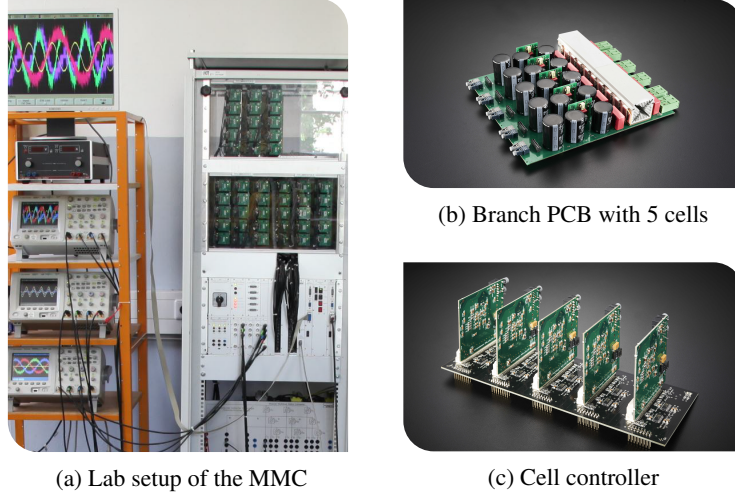 (b) Branch PCB with 5 cells
(a) Lab setup of the MMC
(c) Cell controller